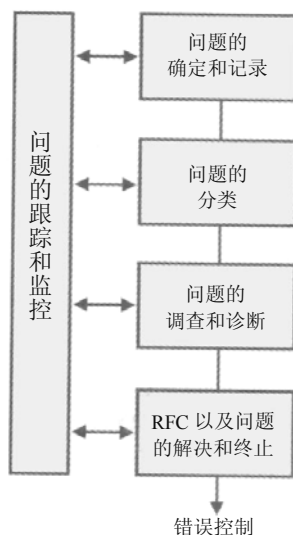 问题的跟踪和监控
问题的
确定和记录
问题的
分类
问题的
调查和诊断
RFC 以及问题
的解决和终止
错误控制